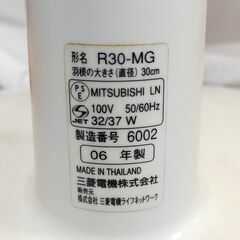 形名 R30-MG
羽根の大きさ(直径) 30cm
PSE MITSUBISHI LN
JET 100V 50/60Hz
32/37 W
製造番号 6002
06 年製
MADE IN THAILAND
三菱電機株式会社
販売元
株式会社 三菱電機ライフネットワーク